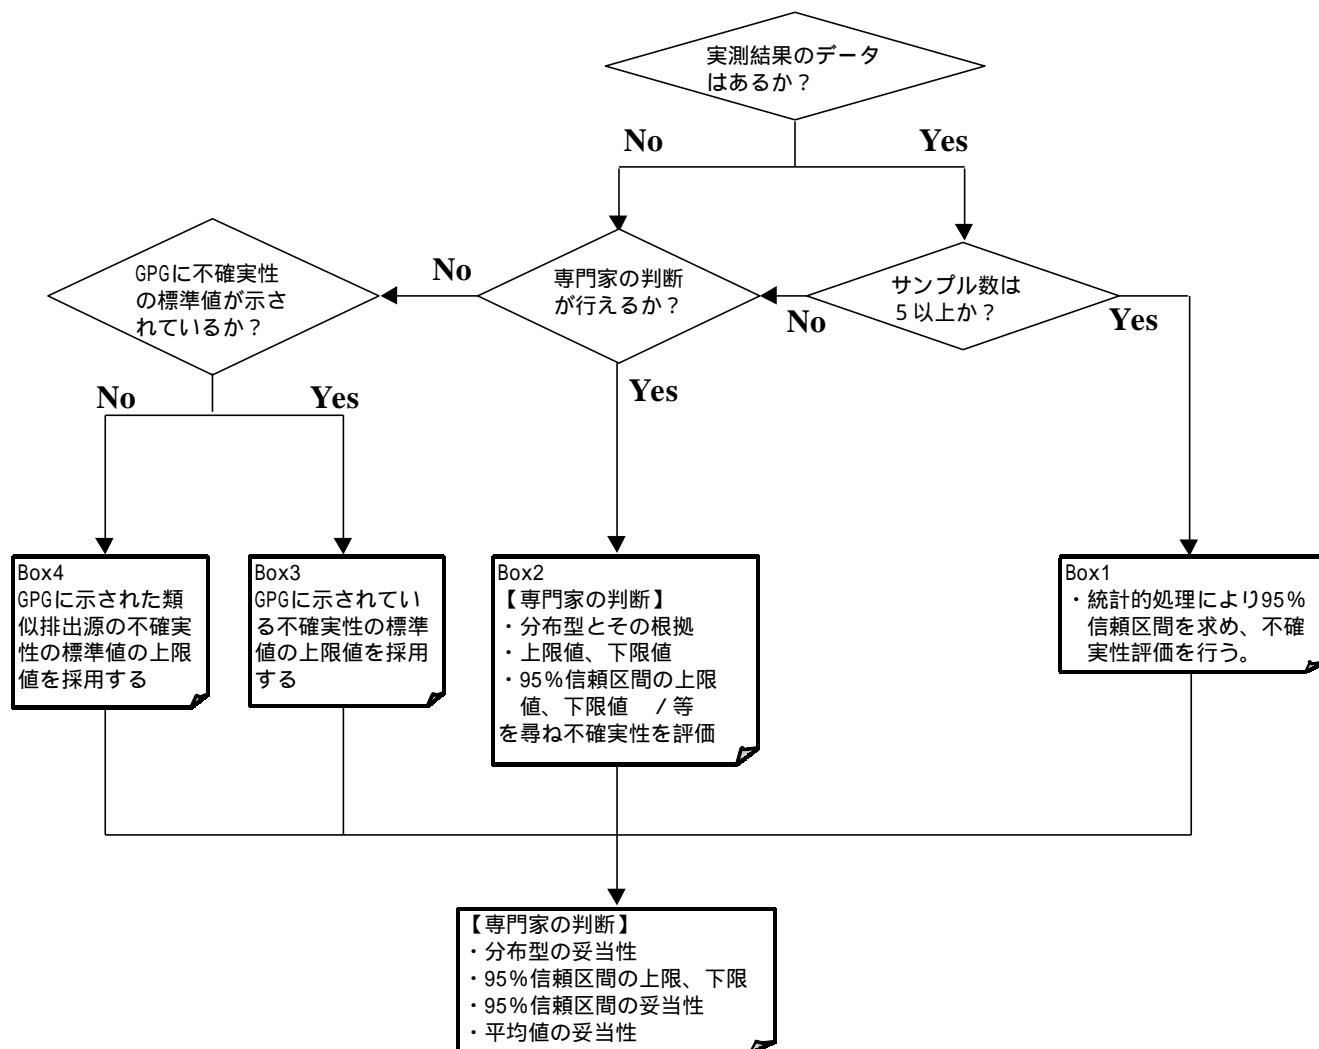 実測結果のデータ
はあるか？
No
Yes
GPGに不確実性
の標準値が示さ
れているか？
No
専門家の判断
が行えるか？
No
サンプル数は
５以上か？
Yes
No
Yes
Yes
Box4
GPGに示された類
似排出源の不確実
性の標準値の上限
値を採用する
Box3
GPGに示されてい
る不確実性の標準
値の上限値を採用
する
Box2
【専門家の判断】
・分布型とその根拠
・上限値、下限値
・95%信頼区間の上限
値、下限値　／等
を尋ね不確実性を評価
Box1
・統計的処理により95%
信頼区間を求め、不確
実性評価を行う。
【専門家の判断】
・分布型の妥当性
・95%信頼区間の上限、下限
・95%信頼区間の妥当性
・平均値の妥当性